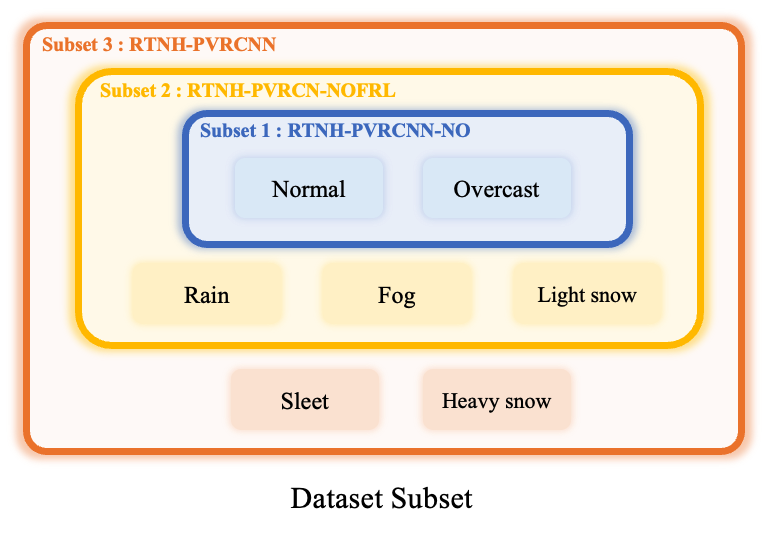 Subset 3 : RTNH-PVRCNN
Subset 2 : RTNH-PVRCN-NOFRL
Subset 1 : RTNH-PVRCNN-NO
Normal Overcast
Rain Fog Light snow
Sleet Heavy snow
Dataset Subset